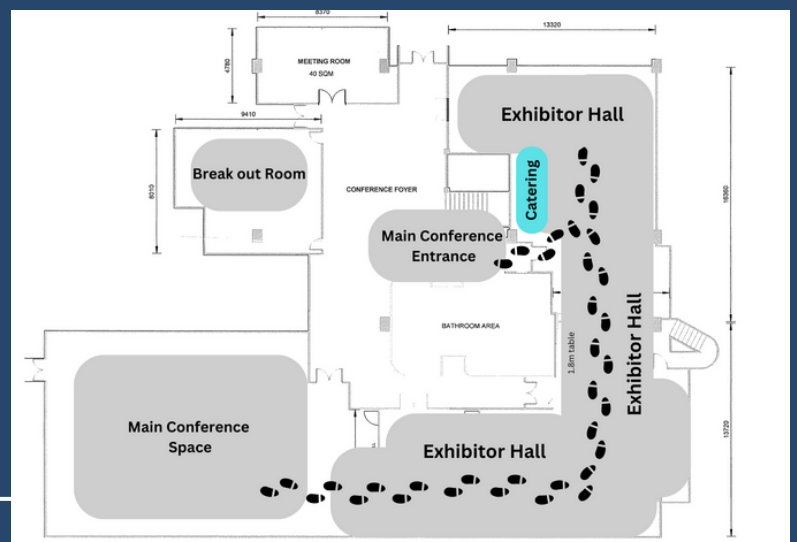 8370
13320
4780
MEETING ROOM
40 SQM
9410
Exhibitor Hall
8010
Break out Room
CONFERENCE FOYER
Catering
16360
Main Conference
Entrance
BATHROOM AREA
1.8m table
Exhibitor Hall
Main Conference
Space
Exhibitor Hall
13720